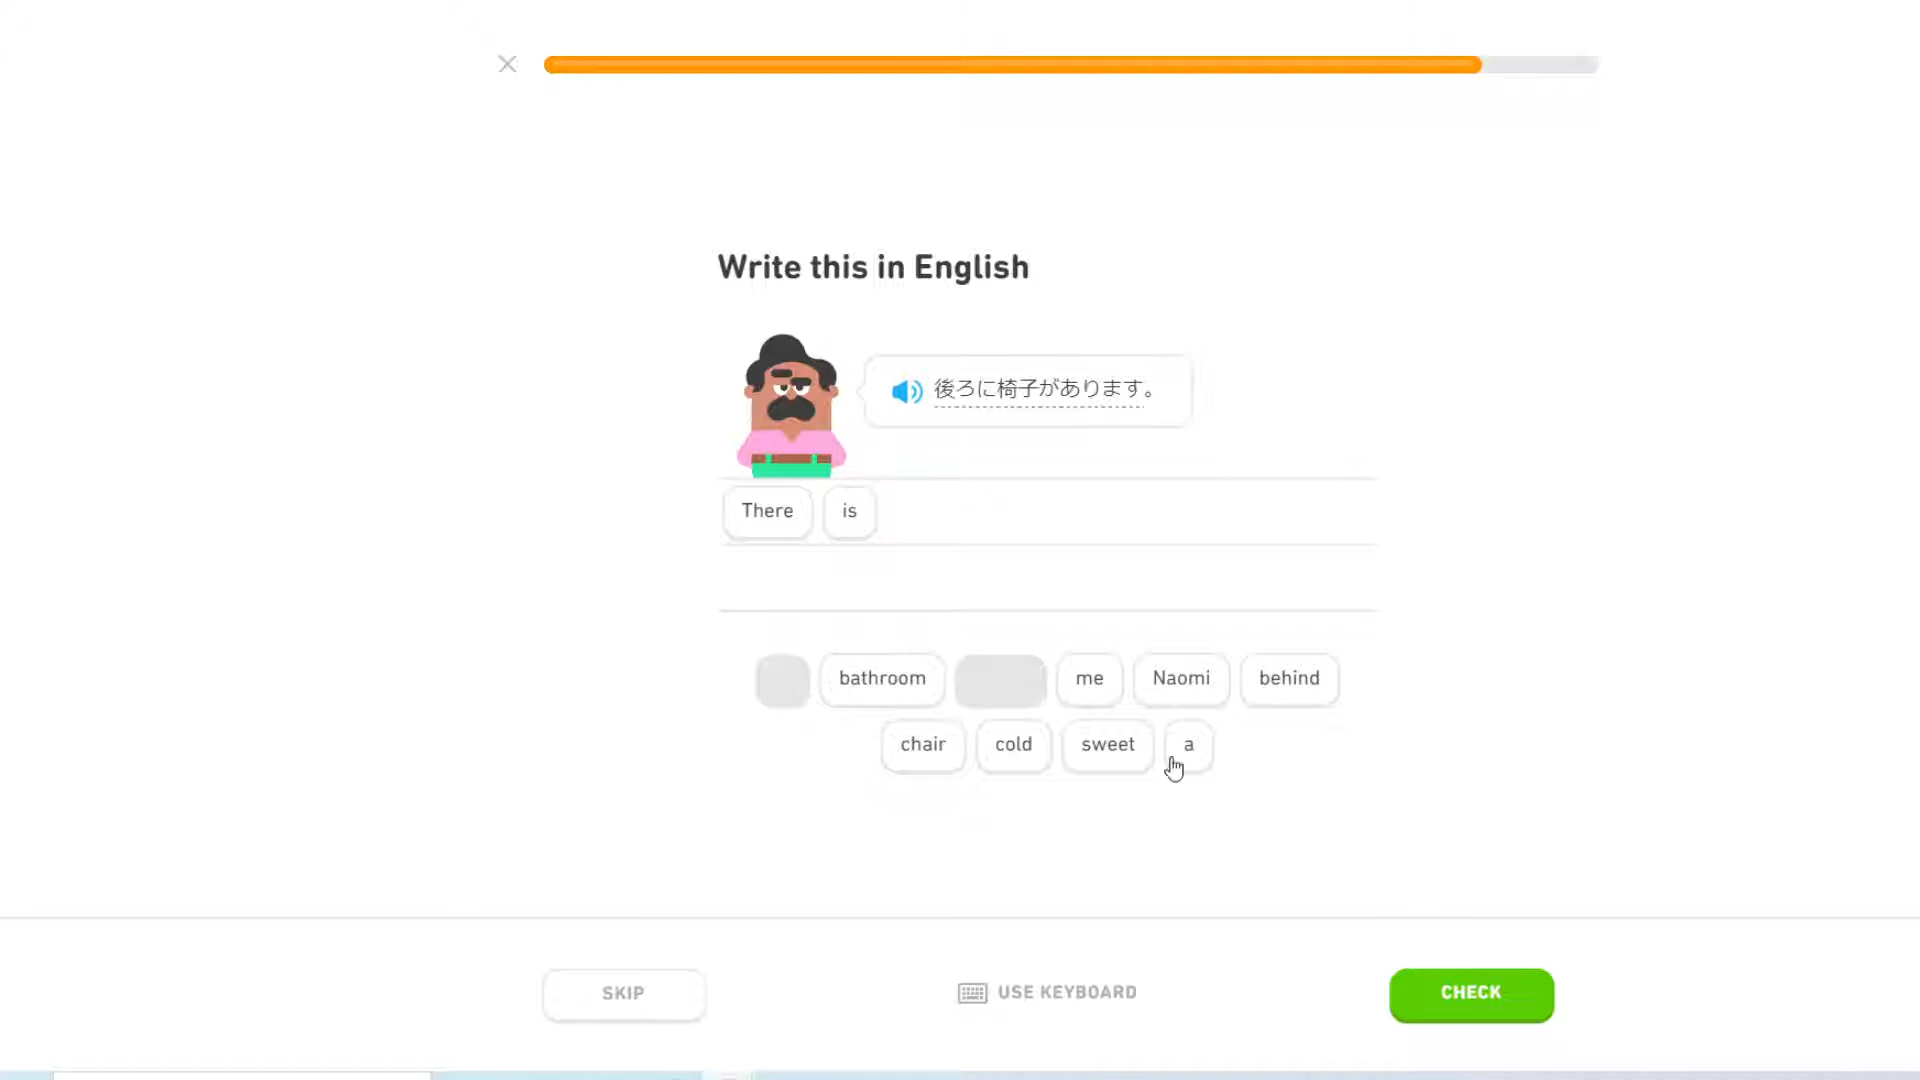 Write this in English
後ろに椅子があります。
There is
bathroom me Naomi behind
chair cold sweet a
SKIP USE KEYBOARD CHECK